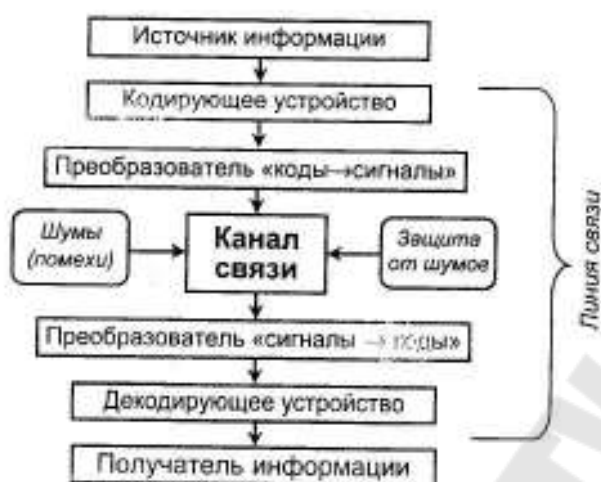 Источник информации
Кодирующее устройство
Преобразователь «коды→сигналы»
Шумы
(помехи)
Канал
связи
Защита
от шумов
Преобразователь «сигналы → коды»
Декодирующее устройство
Получатель информации
Линия связи